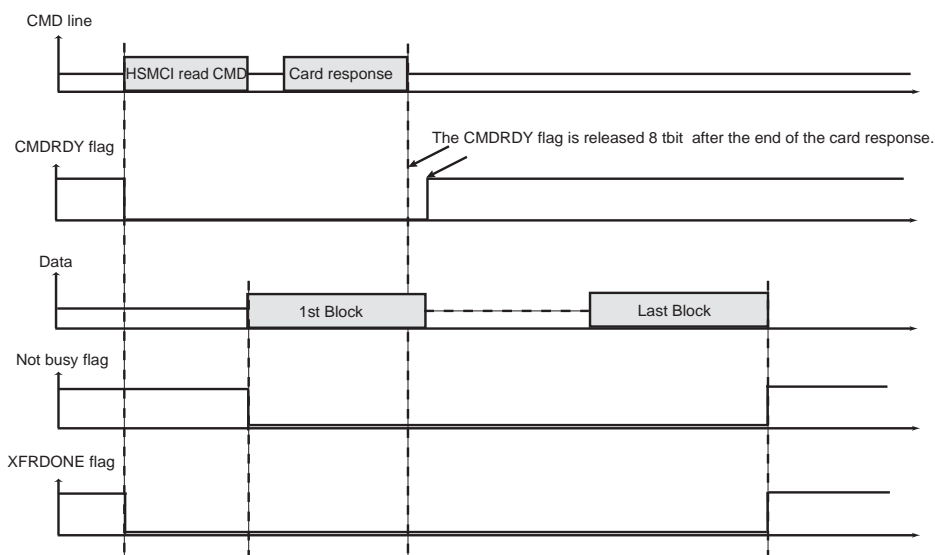 CMD line
HSMCI read CMD
Card response
The CMDRDY flag is released 8 tbit after the end of the card response.
CMDRDY flag
Data
1st Block
Last Block
Not busy flag
XFRDONE flag